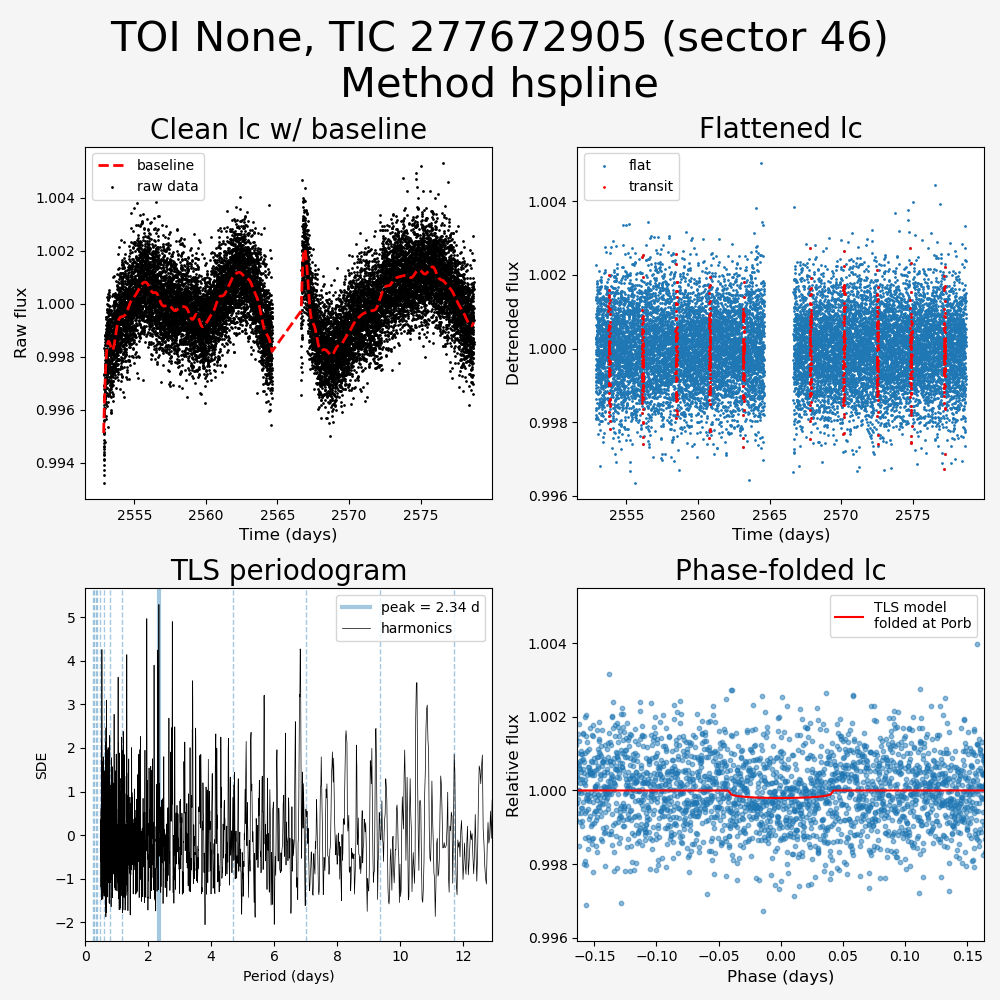 TOI None, TIC 277672905 (sector 46)
Method hspline
Clean lc w/ baseline
baseline
raw data
1.004
1.002
1.000
0.998
0.996
0.994
Raw flux
2555
2560
2565
2570
2575
Time (days)
Flattened lc
flat
transit
1.004
1.002
1.000
0.998
0.996
Detrended flux
2555
2560
2565
2570
2575
Time (days)
TLS periodogram
peak = 2.34 d
harmonics
5
4
3
2
1
0
−1
−2
SDE
0
2
4
6
8
10
12
Period (days)
Phase-folded lc
TLS model
folded at Porb
1.004
1.002
1.000
0.998
0.996
Relative flux
−0.15
−0.10
−0.05
0.00
0.05
0.10
0.15
Phase (days)